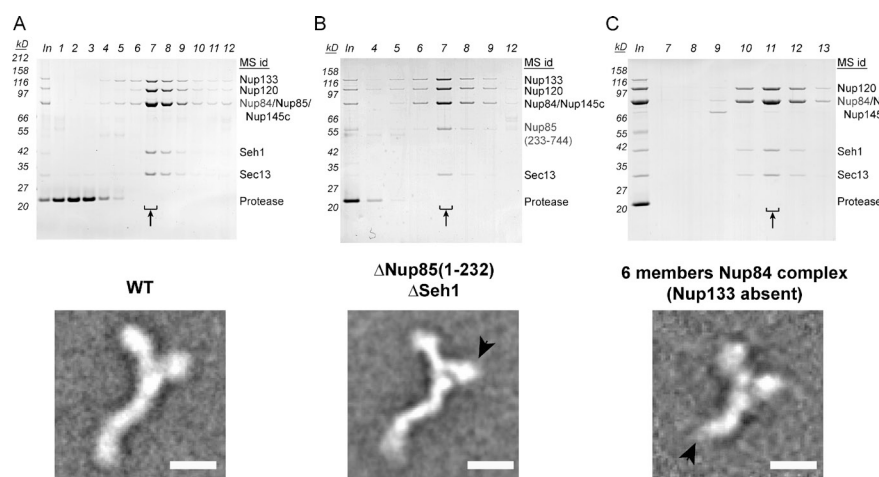 A
kD
In 1 2 3 4 5 6 7 8 9 10 11 12
MS id
212
158
116
97
66
55
42
35
27
20
Nup133
Nup120
Nup84/Nup85/
Nup145c
Seh1
Sec13
Protease
WT
B
kD
In 4 5 6 7 8 9 12
MS id
158
116
97
66
55
42
35
27
20
Nup133
Nup120
Nup84/Nup145c
Nup85
(233-744)
Sec13
Protease
S
ΔNup85(1-232)
ΔSeh1
C
kD
In 7 8 9 10 11 12 13
MS id
158
116
97
66
55
42
35
27
20
Nup120
Nup84/N
Nup145c
Seh1
Sec13
Protease
6 members Nup84 complex
(Nup133 absent)